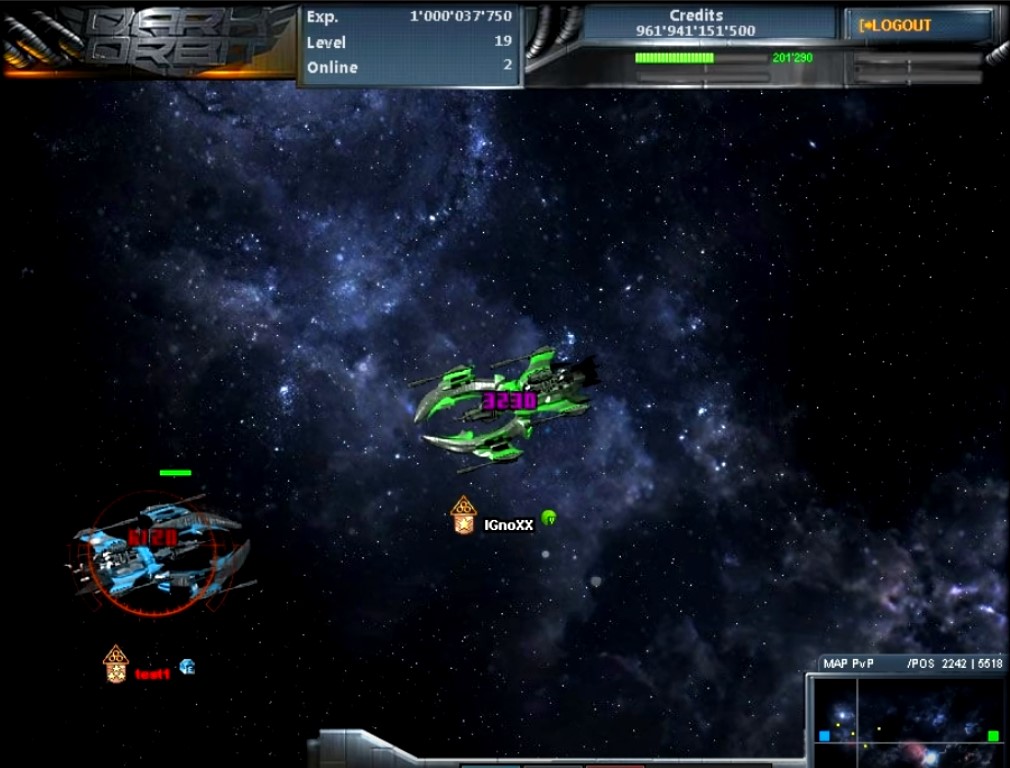 DARK ORBIT
Exp. 1'000'037'750
Level 19
Online 2
Credits
961'941'151'500
LOGOUT
201'290
3230
IGnoXX
test1
MAP PvP /POS 2242 | 5518